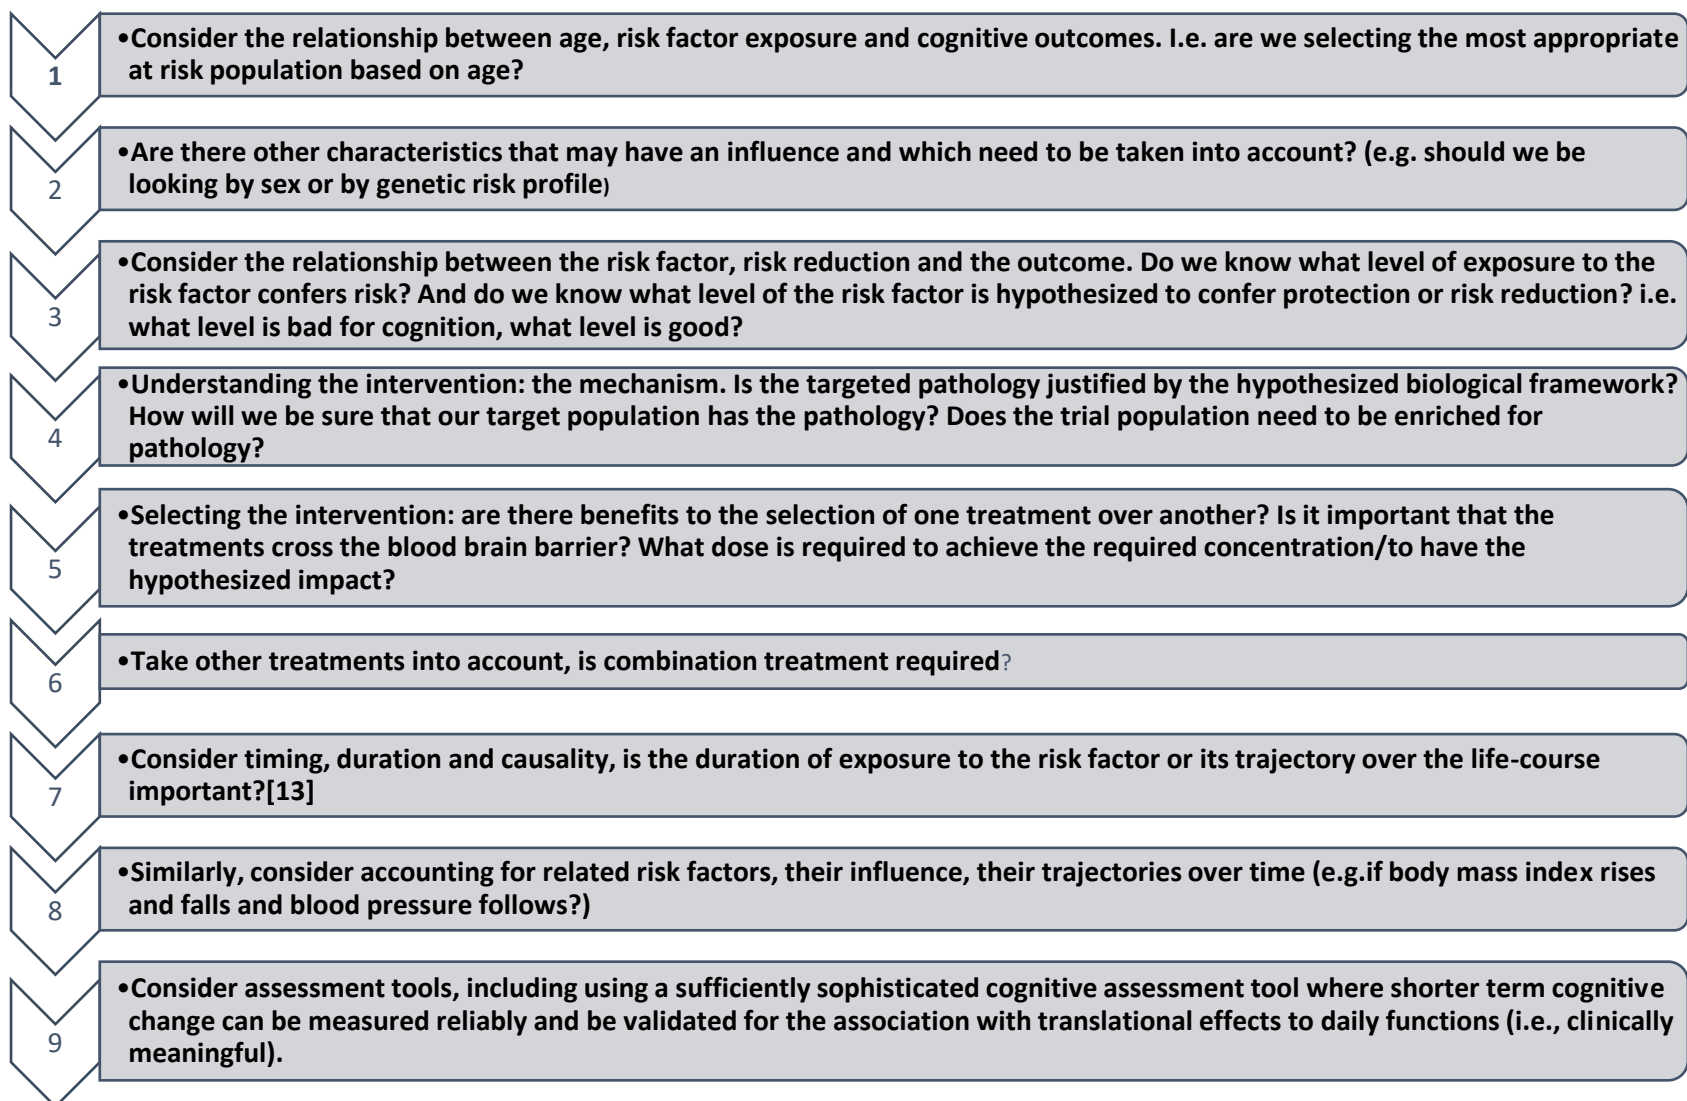 1
•Consider the relationship between age, risk factor exposure and cognitive outcomes. I.e. are we selecting the most appropriate
at risk population based on age?
2
•Are there other characteristics that may have an influence and which need to be taken into account? (e.g. should we be
looking by sex or by genetic risk profile)
3
•Consider the relationship between the risk factor, risk reduction and the outcome. Do we know what level of exposure to the
risk factor confers risk? And do we know what level of the risk factor is hypothesized to confer protection or risk reduction? i.e.
what level is bad for cognition, what level is good?
4
•Understanding the intervention: the mechanism. Is the targeted pathology justified by the hypothesized biological framework?
How will we be sure that our target population has the pathology? Does the trial population need to be enriched for
pathology?
5
•Selecting the intervention: are there benefits to the selection of one treatment over another? Is it important that the
treatments cross the blood brain barrier? What dose is required to achieve the required concentration/to have the
hypothesized impact?
6
•Take other treatments into account, is combination treatment required?
7
•Consider timing, duration and causality, is the duration of exposure to the risk factor or its trajectory over the life-course
important?[13]
8
•Similarly, consider accounting for related risk factors, their influence, their trajectories over time (e.g.if body mass index rises
and falls and blood pressure follows?)
9
•Consider assessment tools, including using a sufficiently sophisticated cognitive assessment tool where shorter term cognitive
change can be measured reliably and be validated for the association with translational effects to daily functions (i.e., clinically
meaningful).